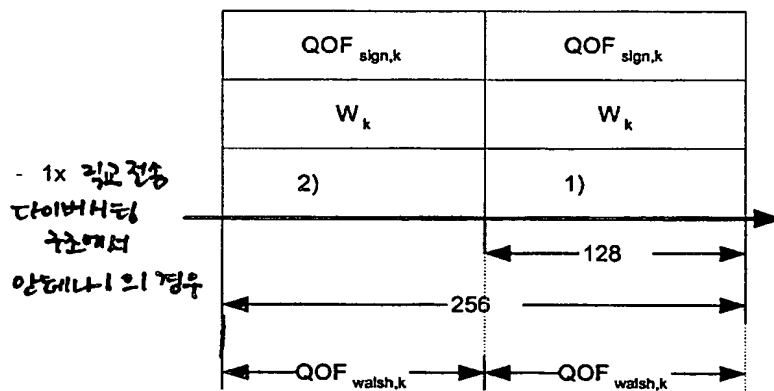 QOF sign,k QOF sign,k
W k W k
2) 1)
- 1x 직교 전송
다이버시팅
구조에서
안테나 1 의 경우
128
256
QOF walsh,k QOF walsh,k